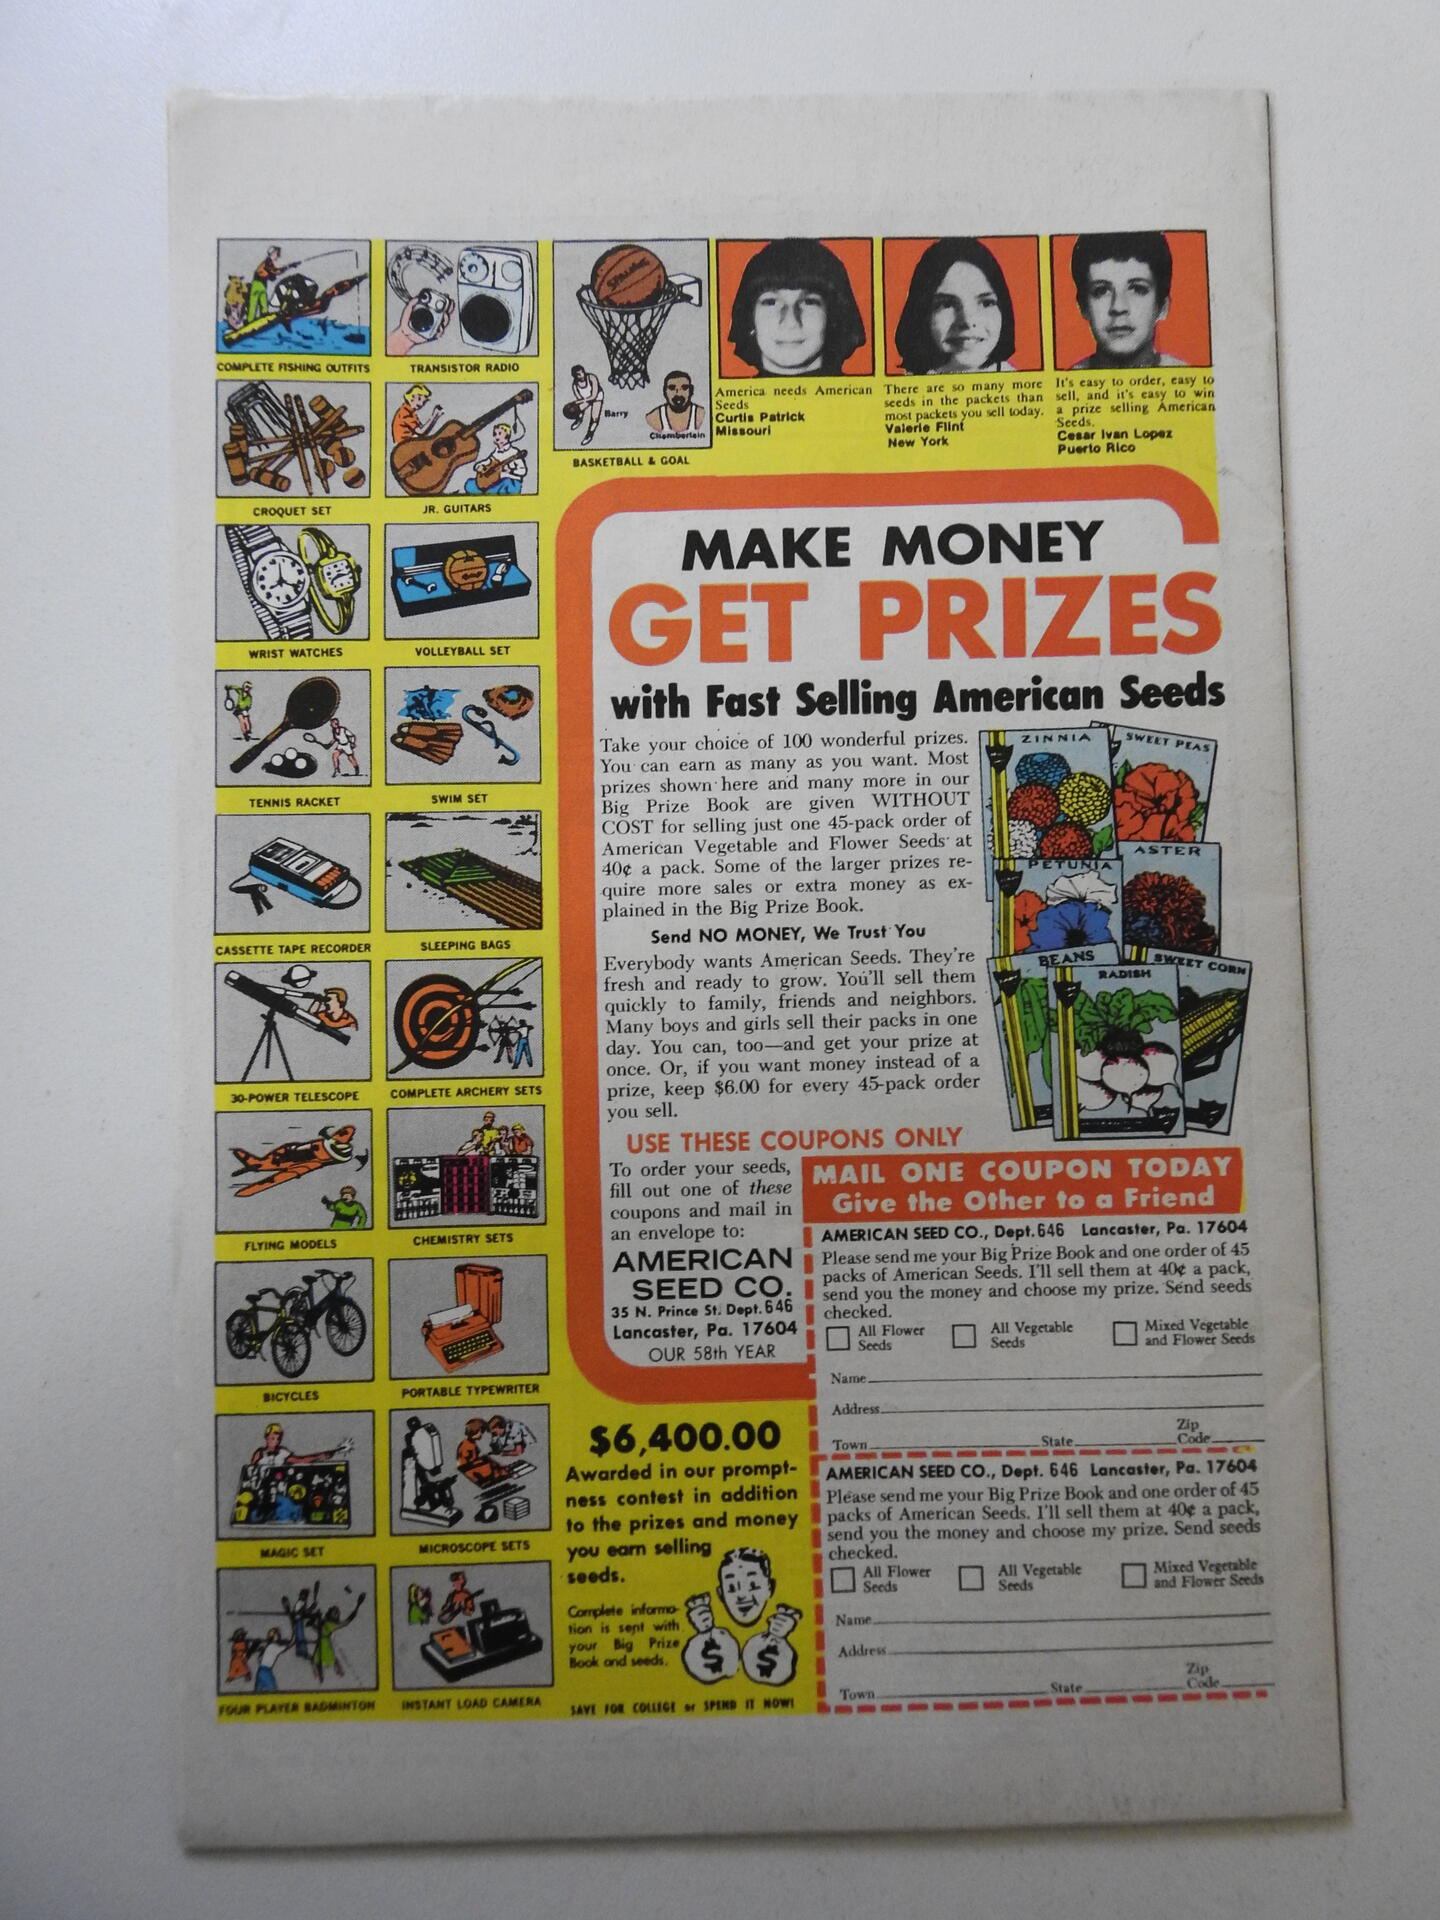 COMPLETE FISHING OUTFITS
TRANSISTOR RADIO
CROQUET SET
JR. GUITARS
WRIST WATCHES
VOLLEYBALL SET
TENNIS RACKET
SWIM SET
CASSETTE TAPE RECORDER
SLEEPING BAGS
30-POWER TELESCOPE
COMPLETE ARCHERY SETS
FLYING MODELS
CHEMISTRY SETS
BICYCLES
PORTABLE TYPEWRITER
MAGIC SET
MICROSCOPE SETS
FOUR PLAYER BADMINTON
INSTANT LOAD CAMERA
SPALDING
Barry
Chamberlain
BASKETBALL & GOAL
America needs American
Seeds
Curtis Patrick
Missouri
There are so many more
seeds in the packets than
most packets you sell today.
Valerie Flint
New York
It's easy to order, easy to
sell, and it's easy to win
a prize selling American
Seeds.
Cesar Ivan Lopez
Puerto Rico
MAKE MONEY
GET PRIZES
with Fast Selling American Seeds
Take your choice of 100 wonderful prizes.
You can earn as many as you want. Most
prizes shown here and many more in our
Big Prize Book are given WITHOUT
COST for selling just one 45-pack order of
American Vegetable and Flower Seeds at
40¢ a pack. Some of the larger prizes re-
quire more sales or extra money as ex-
plained in the Big Prize Book.
Send NO MONEY, We Trust You
Everybody wants American Seeds. They're
fresh and ready to grow. You'll sell them
quickly to family, friends and neighbors.
Many boys and girls sell their packs in one
day. You can, too—and get your prize at
once. Or, if you want money instead of a
prize, keep $6.00 for every 45-pack order
you sell.
ZINNIA
SWEET PEAS
PETUNIA
ASTER
BEANS
RADISH
SWEET CORN
USE THESE COUPONS ONLY
To order your seeds,
fill out one of these
coupons and mail in
an envelope to:
AMERICAN
SEED CO.
35 N. Prince St. Dept. 646
Lancaster, Pa. 17604
OUR 58th YEAR
MAIL ONE COUPON TODAY
Give the Other to a Friend
AMERICAN SEED CO., Dept. 646 Lancaster, Pa. 17604
Please send me your Big Prize Book and one order of 45
packs of American Seeds. I'll sell them at 40¢ a pack,
send you the money and choose my prize. Send seeds
checked.
All Flower
Seeds
All Vegetable
Seeds
Mixed Vegetable
and Flower Seeds
Name
Address
Town State Zip Code
AMERICAN SEED CO., Dept. 646 Lancaster, Pa. 17604
Please send me your Big Prize Book and one order of 45
packs of American Seeds. I'll sell them at 40¢ a pack,
send you the money and choose my prize. Send seeds
checked.
All Flower
Seeds
All Vegetable
Seeds
Mixed Vegetable
and Flower Seeds
Name
Address
Town State Zip Code
$6,400.00
Awarded in our prompt-
ness contest in addition
to the prizes and money
you earn selling
seeds.
Complete informa-
tion is sent with
your Big Prize
Book and seeds.
$ $
SAVE FOR COLLEGE or SPEND IT NOW!